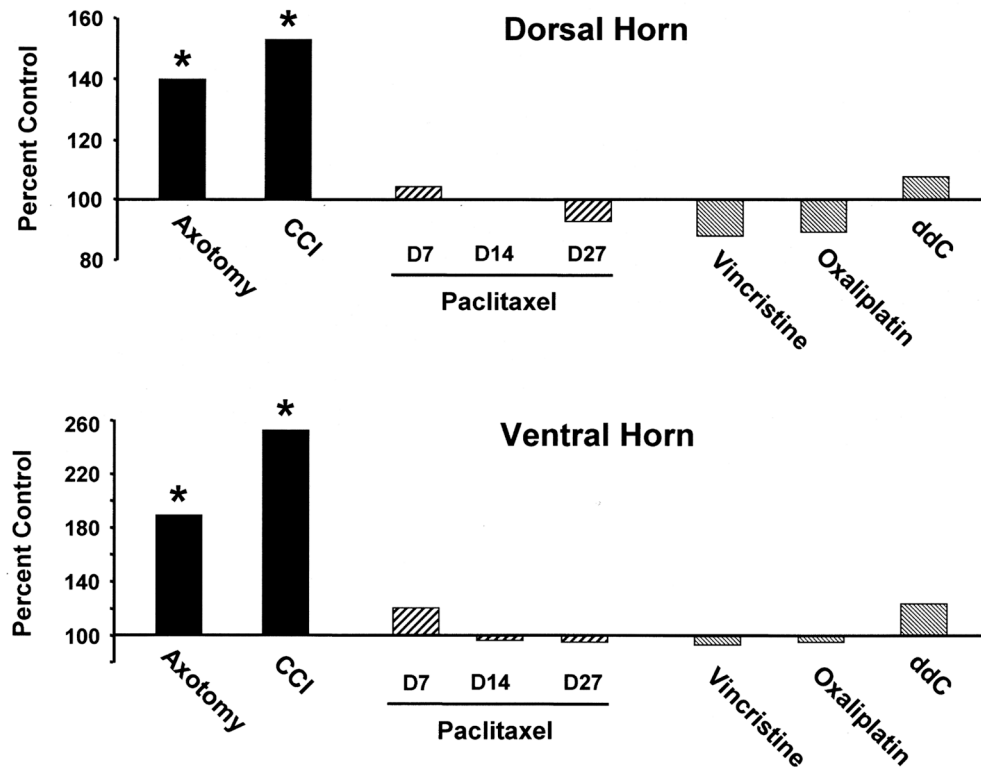 Dorsal Horn
Percent Control
160
140
120
100
80
*
*
Axotomy
CCI
D7 D14 D27
Paclitaxel
Vincristine
Oxaliplatin
ddC
Ventral Horn
Percent Control
260
220
180
140
100
*
*
Axotomy
CCI
D7 D14 D27
Paclitaxel
Vincristine
Oxaliplatin
ddC